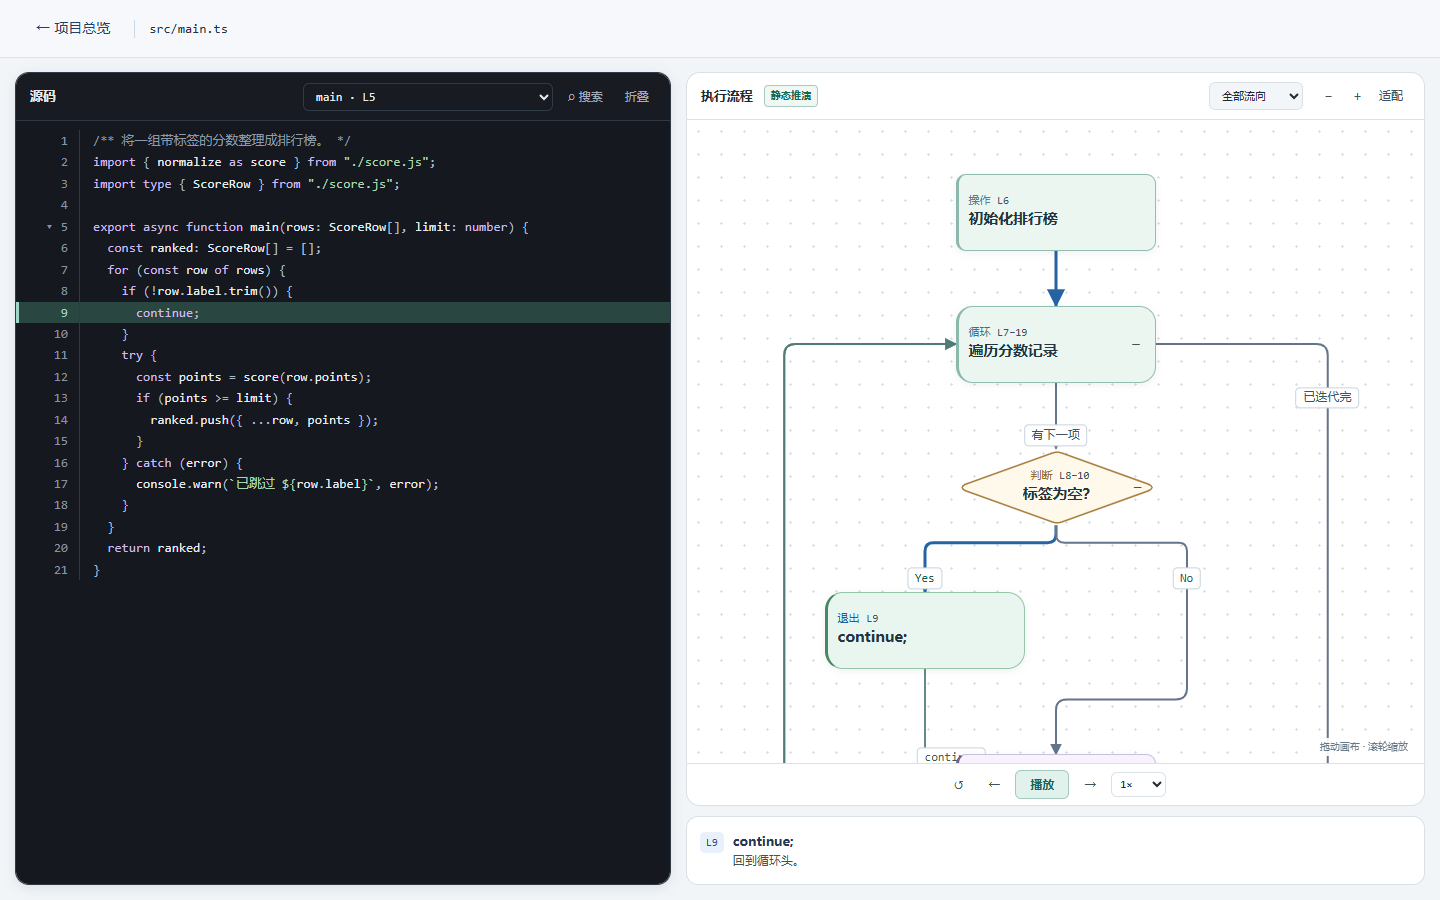 ← 项目总览
src/main.ts
源码
main · L5
搜索
折叠
1 /** 将一组带标签的分数整理成排行榜。 */
2 import { normalize as score } from "./score.js";
3 import type { ScoreRow } from "./score.js";
4
5 export async function main(rows: ScoreRow[], limit: number) {
6 const ranked: ScoreRow[] = [];
7 for (const row of rows) {
8 if (!row.label.trim()) {
9 continue;
10 }
11 try {
12 const points = score(row.points);
13 if (points >= limit) {
14 ranked.push({ ...row, points });
15 }
16 } catch (error) {
17 console.warn(`已跳过 ${row.label}`, error);
18 }
19 }
20 return ranked;
21 }
执行流程
静态推演
全部流向
− + 适配
操作 L6
初始化排行榜
循环 L7–19
遍历分数记录
已迭代完
有下一项
判断 L8–10
标签为空?
Yes
No
退出 L9
continue;
conti
拖动画布 · 滚轮缩放
↺ ← 播放 → 1×
L9
continue;
回到循环头。